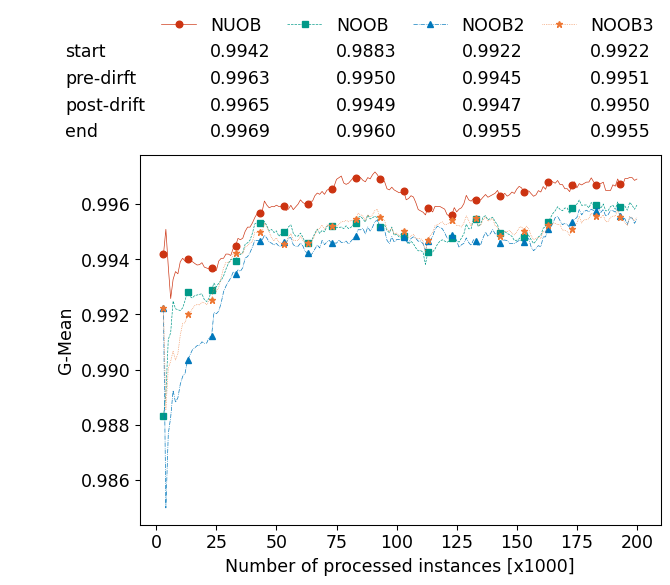 NUOB NOOB NOOB2 NOOB3
start 0.9942 0.9883 0.9922 0.9922
pre-dirft 0.9963 0.9950 0.9945 0.9951
post-drift 0.9965 0.9949 0.9947 0.9950
end 0.9969 0.9960 0.9955 0.9955
0.996
0.994
0.992
0.990
0.988
0.986
G-Mean
0 25 50 75 100 125 150 175 200
Number of processed instances [x1000]